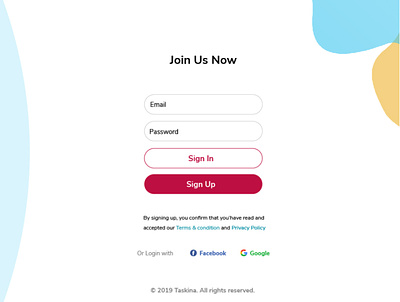 Join Us Now
Email
Password
Sign In
Sign Up
By signing up, you confirm that you have read and
accepted our Terms & condition and Privacy Policy
Or Login with Facebook Google
© 2019 Taskina. All rights reserved.